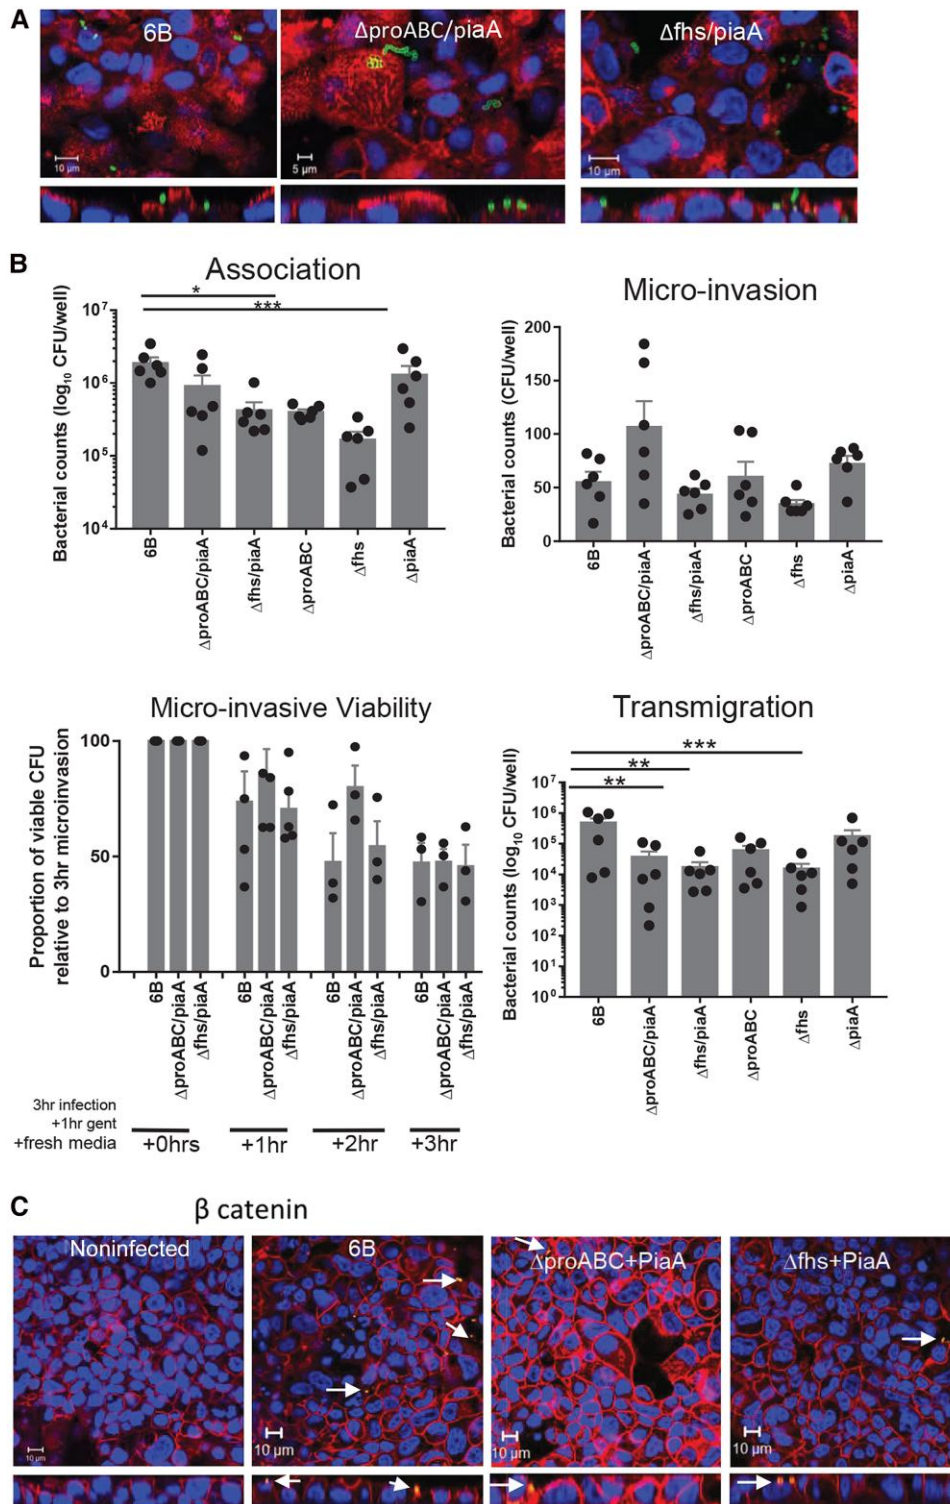 A
6B
ΔproABC/piaA
Δfhs/piaA
10 µm
5 µm
10 µm
B
Association
Bacterial counts (log10 CFU/well)
10^7
10^6
10^5
10^4
*
***
6B
ΔproABC/piaA
Δfhs/piaA
ΔproABC
Δfhs
ΔpiaA
Micro-invasion
Bacterial counts (CFU/well)
200
150
100
50
0
6B
ΔproABC/piaA
Δfhs/piaA
ΔproABC
Δfhs
ΔpiaA
Micro-invasive Viability
Proportion of viable CFU
relative to 3hr microinvasion
100
50
0
6B
ΔproABC/piaA
Δfhs/piaA
6B
ΔproABC/piaA
Δfhs/piaA
6B
ΔproABC/piaA
Δfhs/piaA
6B
ΔproABC/piaA
Δfhs/piaA
3hr infection
+1hr gent
+fresh media
+0hrs
+1hr
+2hr
+3hr
Transmigration
Bacterial counts (log10 CFU/well)
10^7
10^6
10^5
10^4
10^3
10^2
10^1
10^0
***
**
**
6B
ΔproABC/piaA
Δfhs/piaA
ΔproABC
Δfhs
ΔpiaA
C
β catenin
Noninfected
6B
ΔproABC+PiaA
Δfhs+PiaA
10 µm
10 µm
10 µm
10 µm